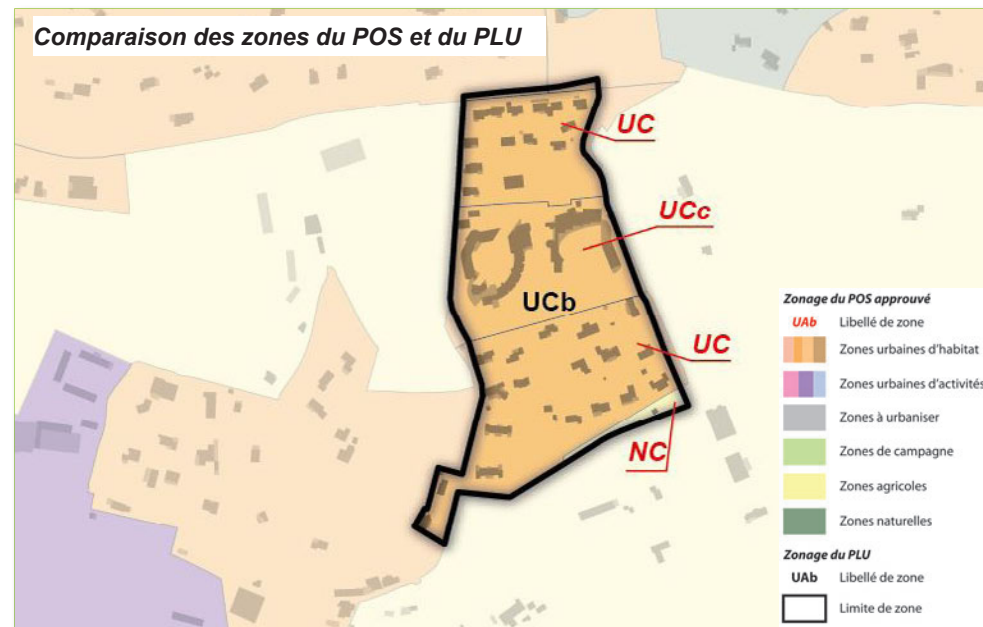 Comparaison des zones du POS et du PLU
UC
UCc
UCb
UC
NC
Zonage du POS approuvé
UAb Libellé de zone
Zones urbaines d'habitat
Zones urbaines d'activités
Zones à urbaniser
Zones de campagne
Zones agricoles
Zones naturelles
Zonage du PLU
UAb Libellé de zone
Limite de zone